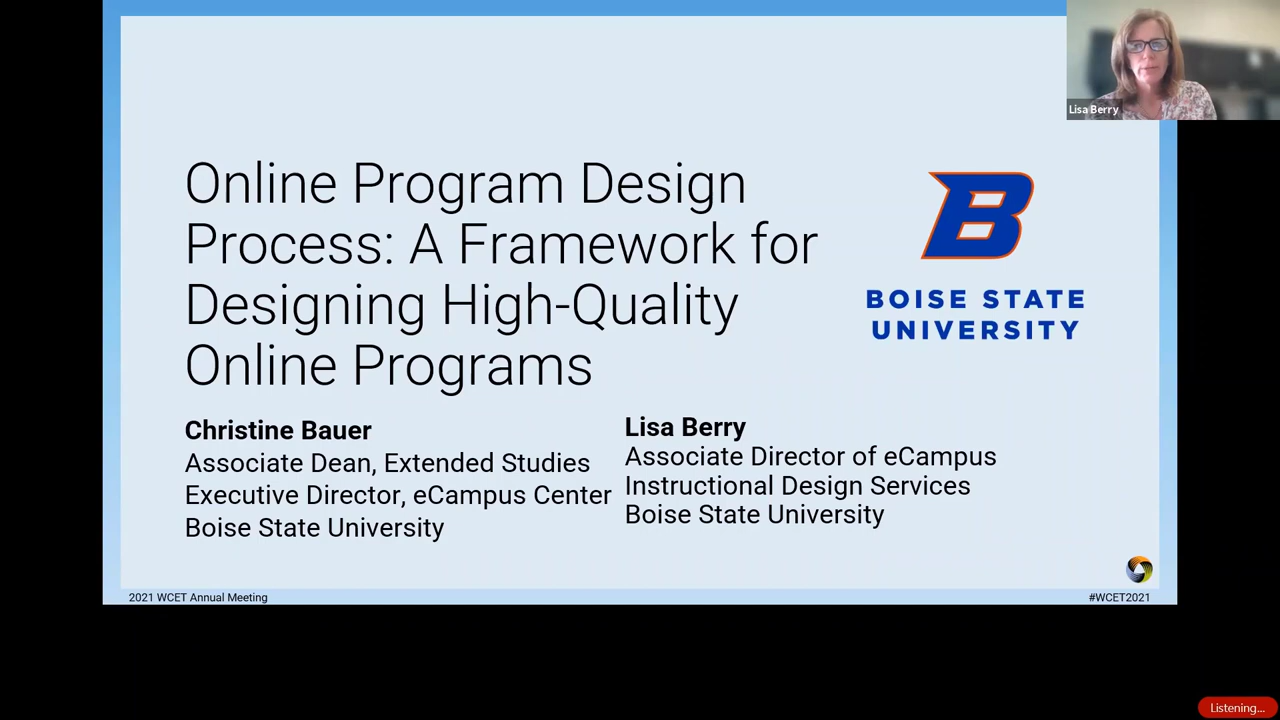 Lisa Berry
Online Program Design
Process: A Framework for
Designing High-Quality
Online Programs
B
BOISE STATE
UNIVERSITY
Christine Bauer
Associate Dean, Extended Studies
Executive Director, eCampus Center
Boise State University
Lisa Berry
Associate Director of eCampus
Instructional Design Services
Boise State University
2021 WCET Annual Meeting
#WCET2021
Listening...